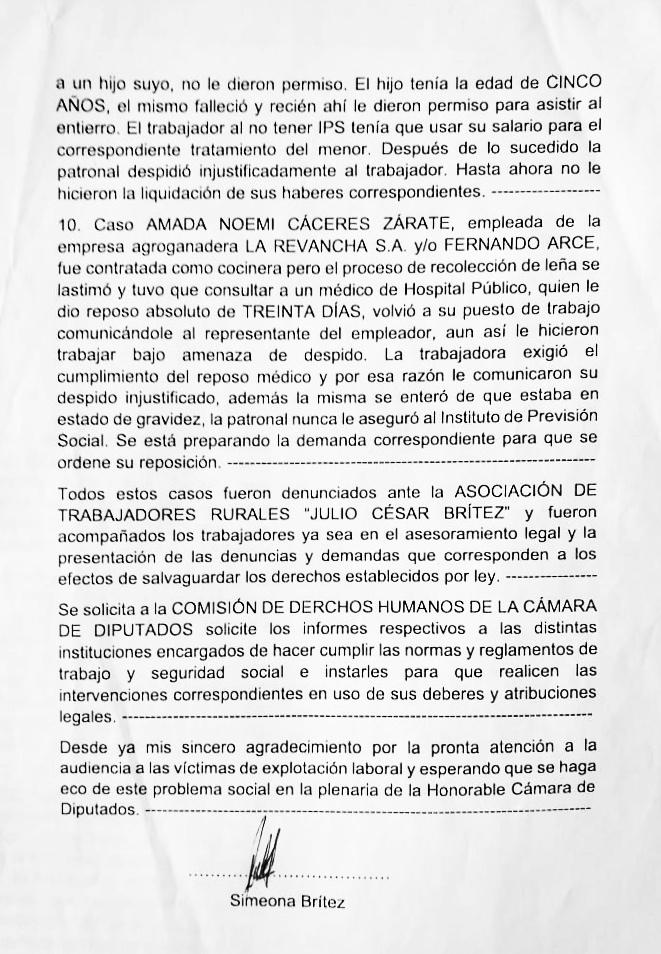 a un hijo suyo, no le dieron permiso. El hijo tenía la edad de CINCO
AÑOS, el mismo falleció y recién ahí le dieron permiso para asistir al
entierro. El trabajador al no tener IPS tenía que usar su salario para el
correspondiente tratamiento del menor. Después de lo sucedido la
patronal despidió injustificadamente al trabajador. Hasta ahora no le
hicieron la liquidación de sus haberes correspondientes. -------------------
10. Caso AMADA NOEMI CÁCERES ZÁRATE, empleada de la
empresa agroganadera LA REVANCHA S.A. y/o FERNANDO ARCE,
fue contratada como cocinera pero el proceso de recolección de leña se
lastimó y tuvo que consultar a un médico de Hospital Público, quien le
dio reposo absoluto de TREINTA DÍAS, volvió a su puesto de trabajo
comunicándole al representante del empleador, aun así le hicieron
trabajar bajo amenaza de despido. La trabajadora exigió el
cumplimiento del reposo médico y por esa razón le comunicaron su
despido injustificado, además la misma se enteró de que estaba en
estado de gravidez, la patronal nunca le aseguró al Instituto de Previsión
Social. Se está preparando la demanda correspondiente para que se
ordene su reposición. -----------------------------------------------------------------
Todos estos casos fueron denunciados ante la ASOCIACIÓN DE
TRABAJADORES RURALES "JULIO CÉSAR BRÍTEZ" y fueron
acompañados los trabajadores ya sea en el asesoramiento legal y la
presentación de las denuncias y demandas que corresponden a los
efectos de salvaguardar los derechos establecidos por ley. ----------------
Se solicita a la COMISIÓN DE DERCHOS HUMANOS DE LA CÁMARA
DE DIPUTADOS solicite los informes respectivos a las distintas
instituciones encargados de hacer cumplir las normas y reglamentos de
trabajo y seguridad social e instarles para que realicen las
intervenciones correspondientes en uso de sus deberes y atribuciones
legales. ------------------------------------------------------------------------------------
Desde ya mis sincero agradecimiento por la pronta atención a la
audiencia a las víctimas de explotación laboral y esperando que se haga
eco de este problema social en la plenaria de la Honorable Cámara de
Diputados. -------------------------------------------------------------------------------
Simeona Brítez